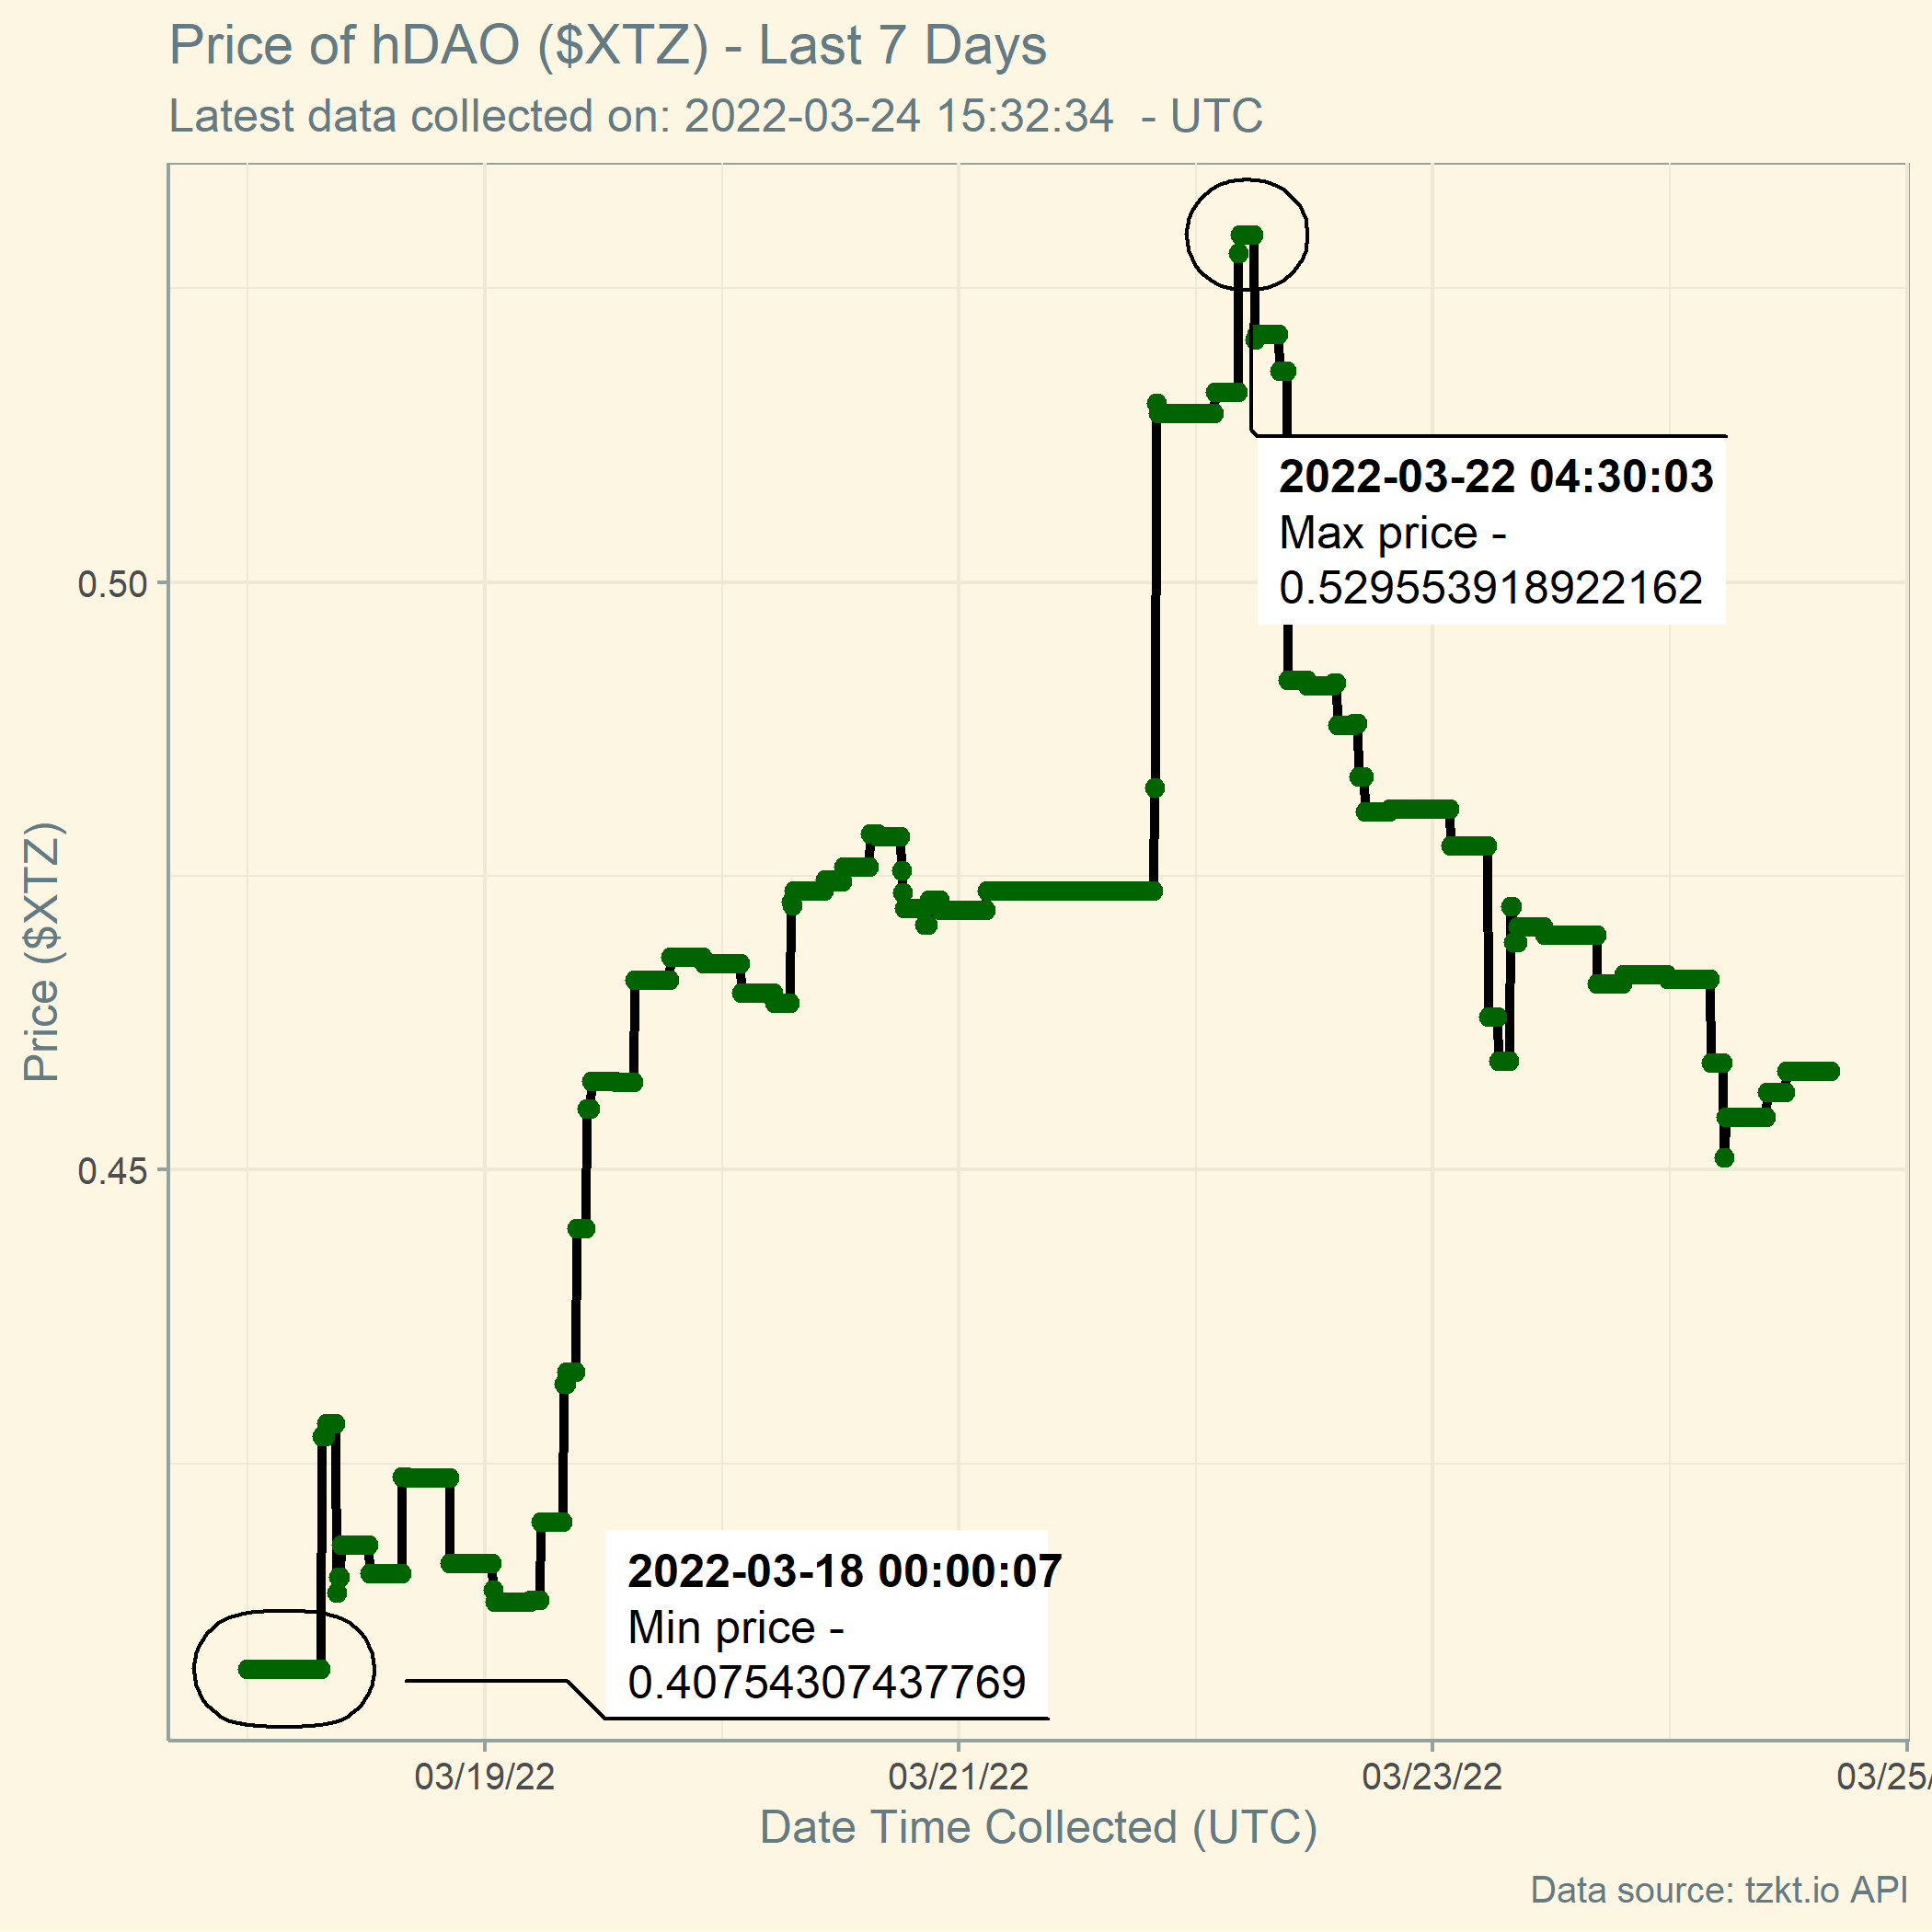 Price of hDAO ($XTZ) - Last 7 Days
Latest data collected on: 2022-03-24 15:32:34  - UTC
2022-03-22 04:30:03
Max price -
0.529553918922162
0.50
Price ($XTZ)
0.45
2022-03-18 00:00:07
Min price -
0.40754307437769
03/19/22
03/21/22
03/23/22
03/25/
Date Time Collected (UTC)
Data source: tzkt.io API